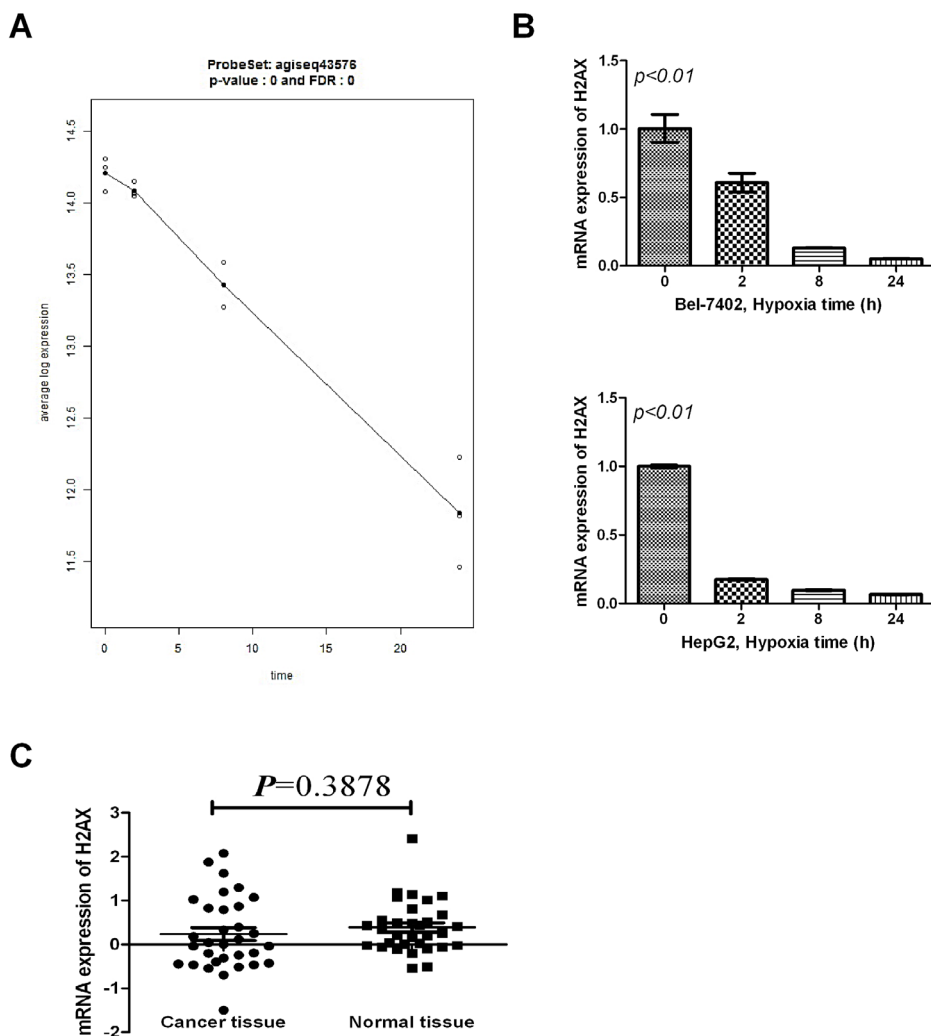 A
ProbeSet: agiseq43576
p-value : 0 and FDR : 0
average log expression
14.5
14.0
13.5
13.0
12.5
12.0
11.5
0 5 10 15 20
time
B
mRNA expression of H2AX
p<0.01
1.5
1.0
0.5
0.0
0 2 8 24
Bel-7402, Hypoxia time (h)
mRNA expression of H2AX
p<0.01
1.5
1.0
0.5
0.0
0 2 8 24
HepG2, Hypoxia time (h)
C
P=0.3878
mRNA expression of H2AX
3
2
1
0
-1
-2
Cancer tissue Normal tissue